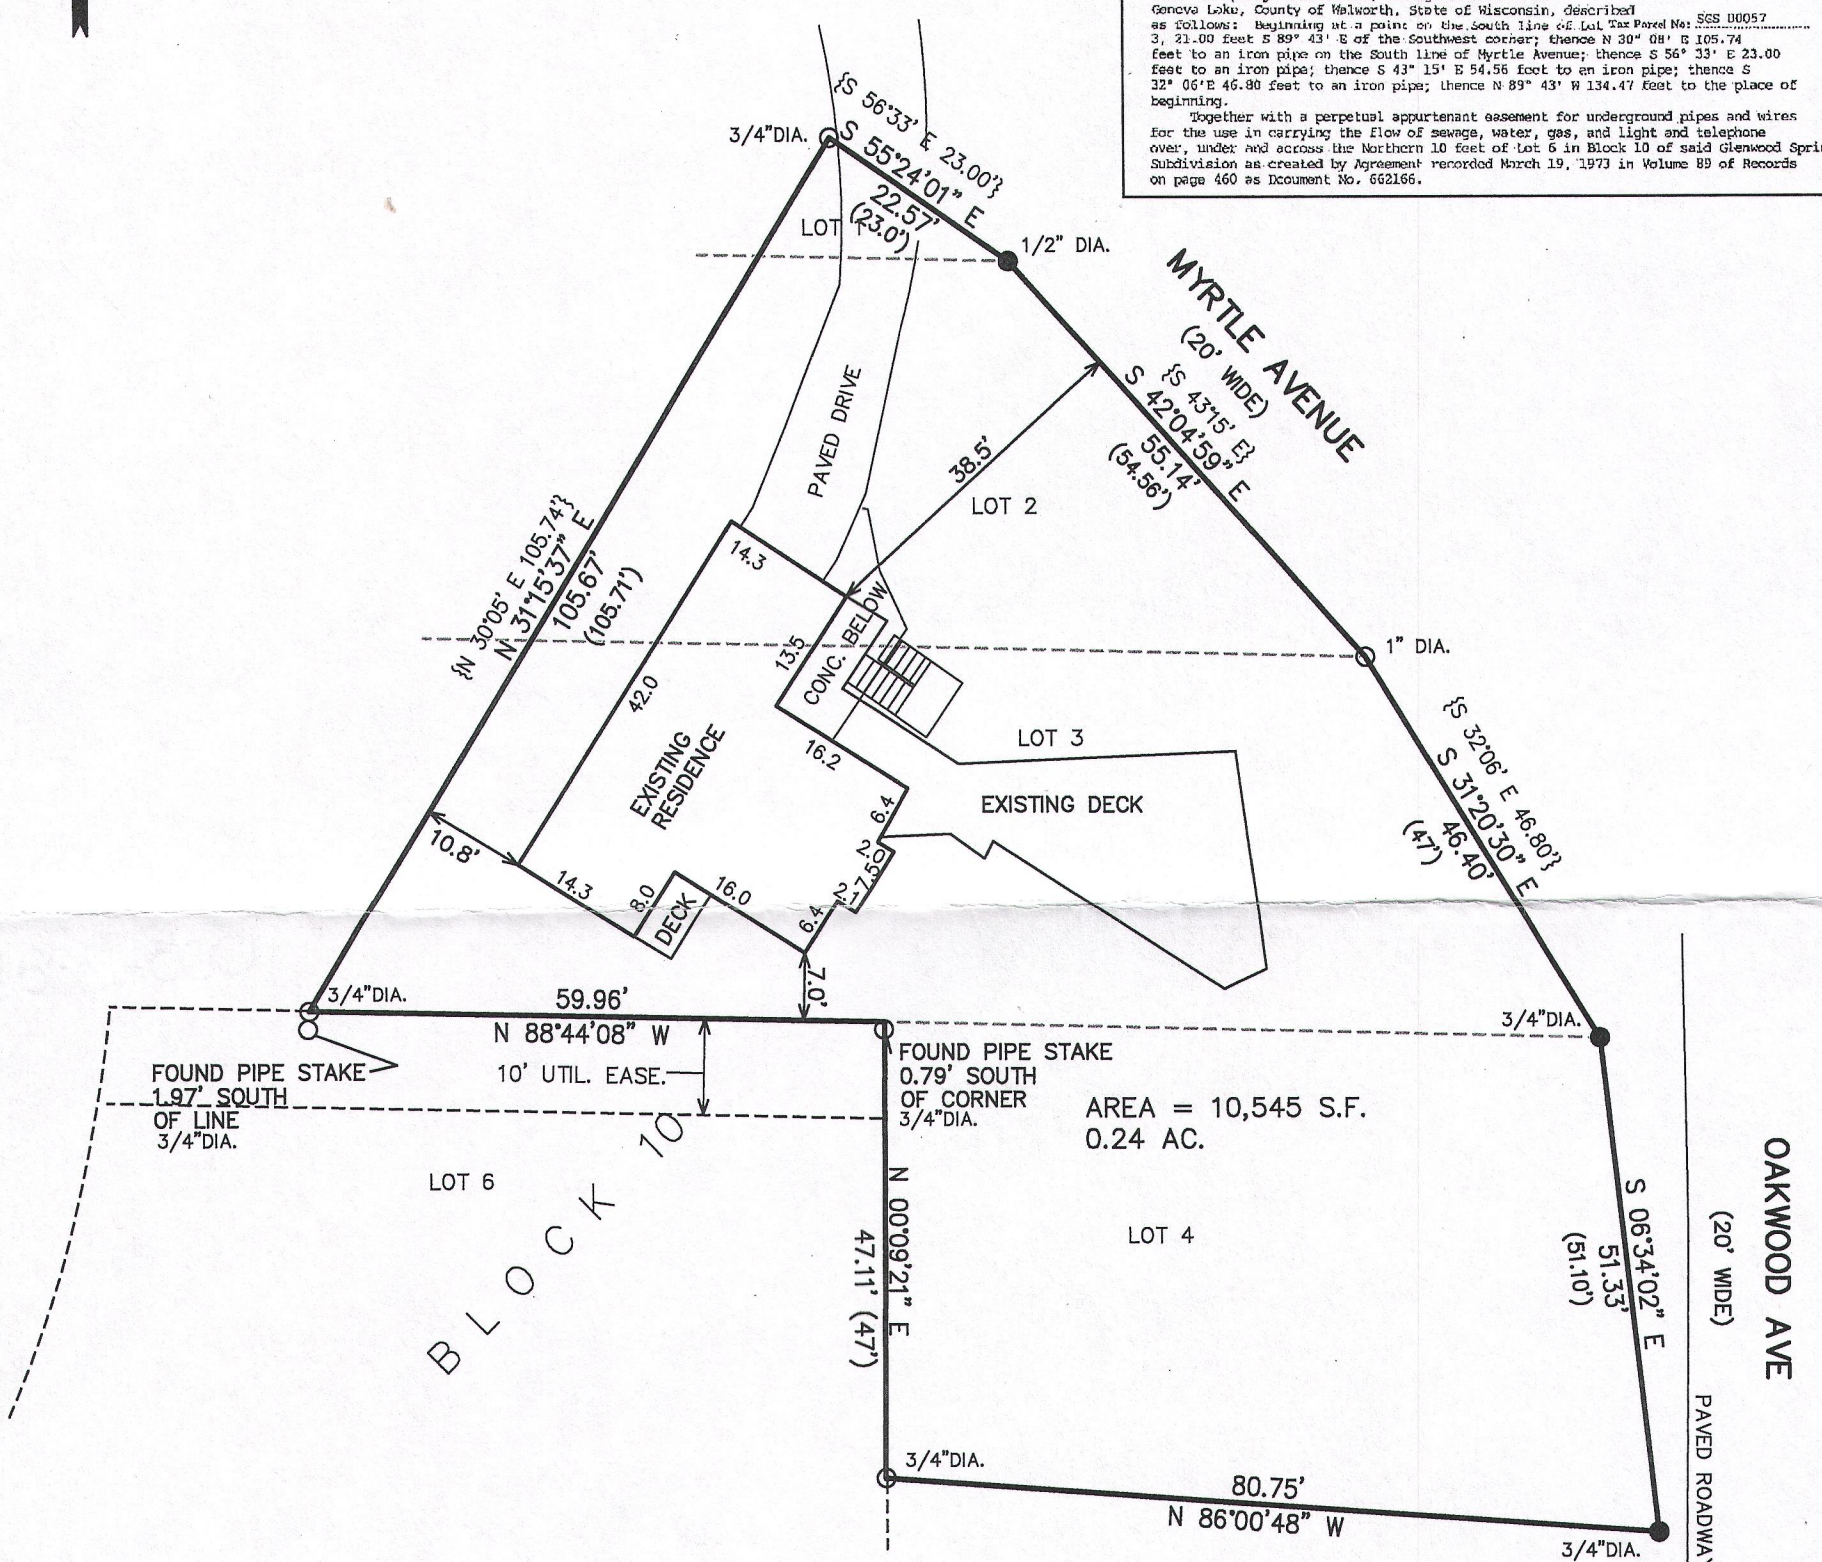 Geneva Lake, County of Walworth, State of Wisconsin, described
as follows: Beginning at a point on the South line of Lot Tax Parcel No: SGS 00057
3, 21.00 feet S 89° 43' E of the Southwest corner; thence N 30° 08' E 105.74
feet to an iron pipe on the South line of Myrtle Avenue; thence S 56° 33' E 23.00
feet to an iron pipe; thence S 43° 15' E 54.56 feet to an iron pipe; thence S
32° 06'E 46.80 feet to an iron pipe; thence N 89° 43' W 134.47 feet to the place of
beginning.
Together with a perpetual appurtenant easement for underground pipes and wires
for the use in carrying the flow of sewage, water, gas, and light and telephone
over, under and across the Northern 10 feet of Lot 6 in Block 10 of said Glenwood Spri
Subdivision as created by Agreement recorded March 19, 1973 in Volume 89 of Records
on page 460 as Dcoument No. 662166.
{S 56°33' E 23.00'}
3/4"DIA.
S 55°24'01" E
22.57'
(23.0')
LOT 1
1/2" DIA.
MYRTLE AVENUE
(20' WIDE)
{S 43°15' E}
S 42°04'59" E
55.14'
(54.56')
PAVED DRIVE
38.5'
LOT 2
{N 30°05' E 105.74'}
N 31°15'37" E
105.67'
(105.71')
14.3
CONC. BELOW
13.5
1" DIA.
42.0
EXISTING
RESIDENCE
16.2
LOT 3
{S 32°06' E 46.80'}
S 31°20'30" E
46.40'
(47')
EXISTING DECK
6.4
2.0
7.5
2.1
10.8'
14.3
8.0
DECK
16.0
6.4
7.0'
3/4"DIA.
59.96'
N 88°44'08" W
3/4"DIA.
FOUND PIPE STAKE
1.97' SOUTH
OF LINE
3/4"DIA.
10' UTIL. EASE.
FOUND PIPE STAKE
0.79' SOUTH
OF CORNER
3/4"DIA.
AREA = 10,545 S.F.
0.24 AC.
LOT 6
BLOCK 10
N 00°09'21" E
47.11' (47')
LOT 4
S 06°34'02" E
51.33'
(51.10')
OAKWOOD AVE
(20' WIDE)
PAVED ROADWA
3/4"DIA.
80.75'
N 86°00'48" W
3/4"DIA.